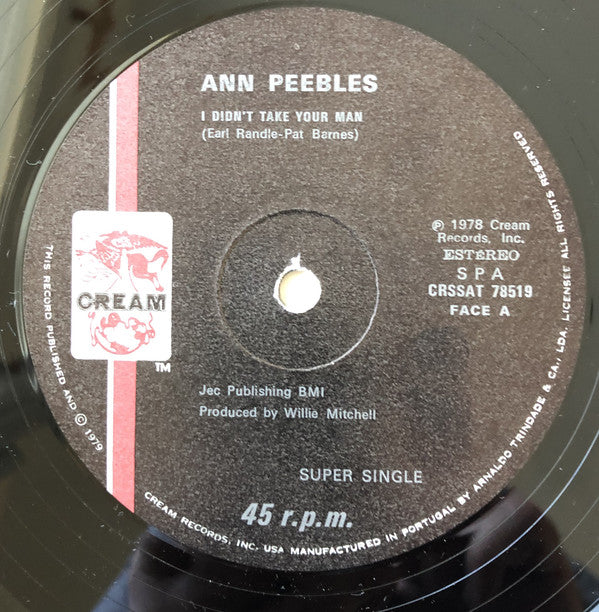 ANN PEEBLES
I DIDN'T TAKE YOUR MAN
(Earl Randle-Pat Barnes)
℗ 1978 Cream
Records, Inc.
ESTéREO
S P A
CRSSAT 78519
FACE A
CREAM
TM
Jec Publishing BMI
Produced by Willie Mitchell
SUPER SINGLE
45 r.p.m.
THIS RECORD PUBLISHED AND © 1979
CREAM RECORDS, INC. USA MANUFACTURED IN PORTUGAL BY ARNALDO TRINDADE & CA., LDA. LICENSEE ALL RIGHTS RESERVED